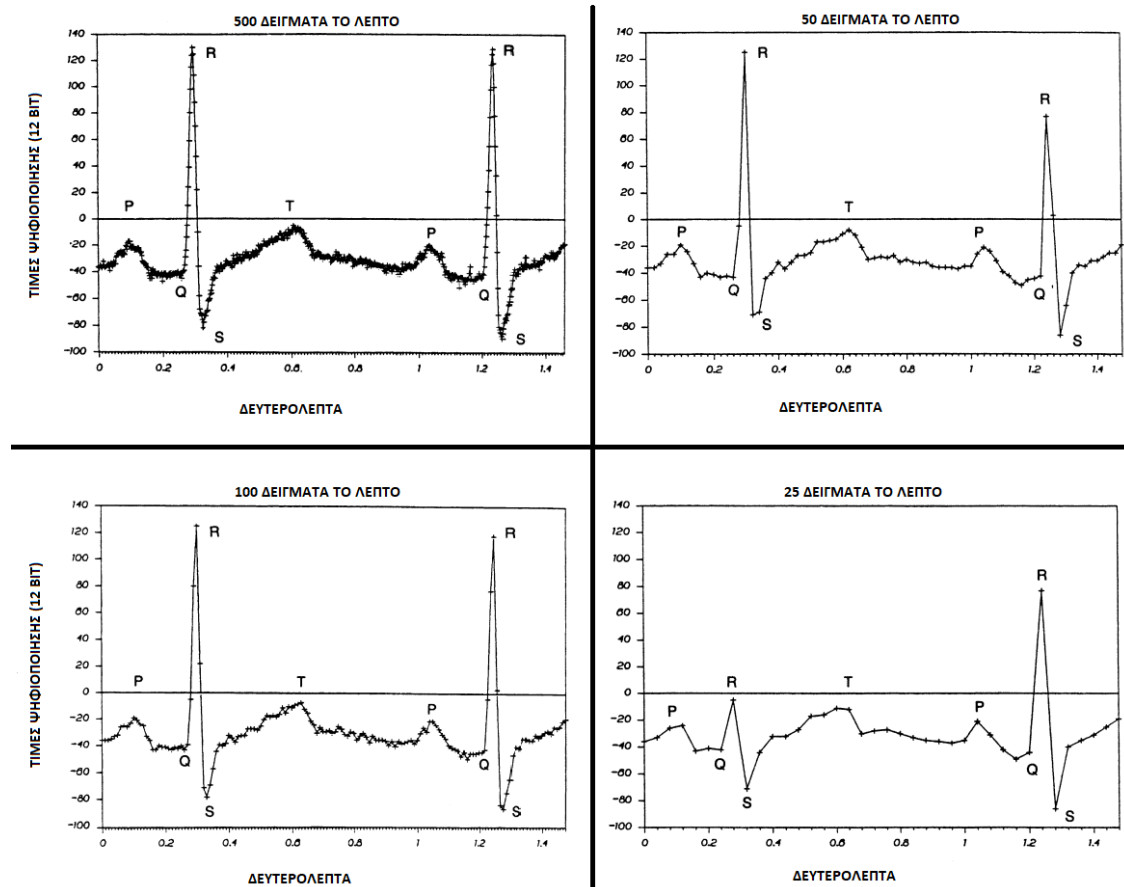 500 ΔΕΙΓΜΑΤΑ ΤΟ ΛΕΠΤΟ
ΤΙΜΕΣ ΨΗΦΙΟΠΟΙΗΣΗΣ (12 BIT)
140
120
100
80
60
40
20
0
-20
-40
-60
-80
-100
P
Q
R
S
T
P
Q
R
S
0 0.2 0.4 0.6 0.8 1 1.2 1.4
ΔΕΥΤΕΡΟΛΕΠΤΑ
50 ΔΕΙΓΜΑΤΑ ΤΟ ΛΕΠΤΟ
140
120
100
80
60
40
20
0
-20
-40
-60
-80
-100
P
Q
R
S
T
P
Q
R
S
0 0.2 0.4 0.6 0.8 1 1.2 1.4
ΔΕΥΤΕΡΟΛΕΠΤΑ
100 ΔΕΙΓΜΑΤΑ ΤΟ ΛΕΠΤΟ
ΤΙΜΕΣ ΨΗΦΙΟΠΟΙΗΣΗΣ (12 BIT)
140
120
100
80
60
40
20
0
-20
-40
-60
-80
-100
P
Q
R
S
T
P
Q
R
S
0 0.2 0.4 0.6 0.8 1 1.2 1.4
ΔΕΥΤΕΡΟΛΕΠΤΑ
25 ΔΕΙΓΜΑΤΑ ΤΟ ΛΕΠΤΟ
140
120
100
80
60
40
20
0
-20
-40
-60
-80
-100
P
Q
R
S
T
P
Q
R
S
0 0.2 0.4 0.6 0.8 1 1.2 1.4
ΔΕΥΤΕΡΟΛΕΠΤΑ